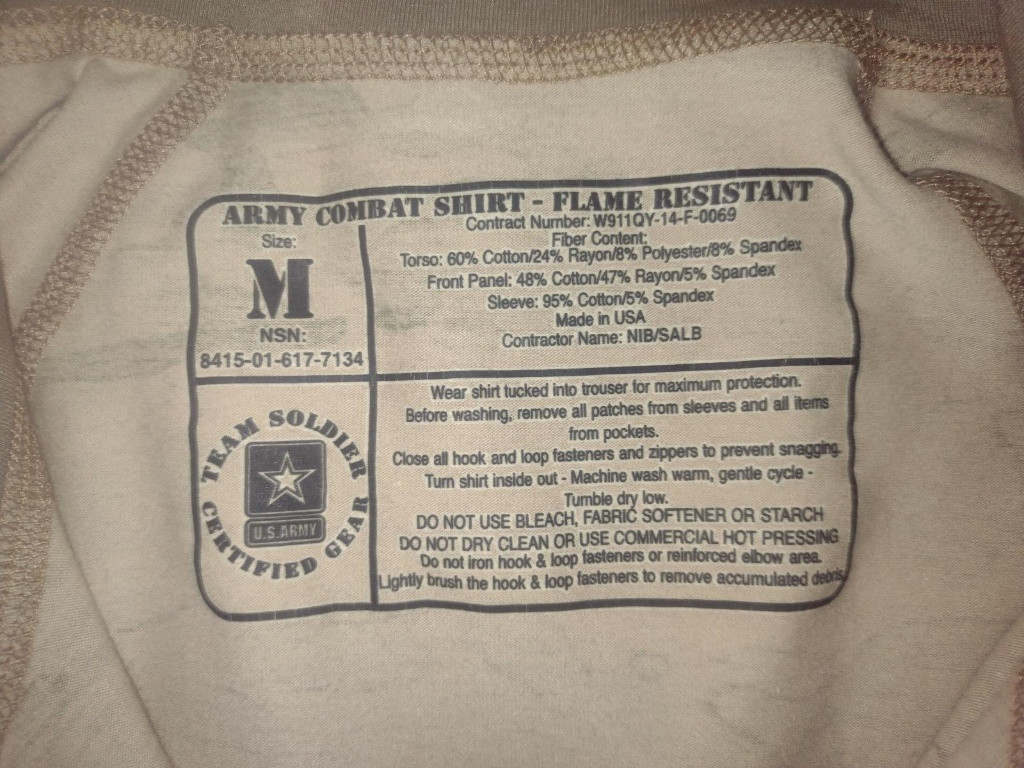 ARMY COMBAT SHIRT - FLAME RESISTANT
Size:
M
NSN:
8415-01-617-7134
Contract Number: W911QY-14-F-0069
Fiber Content:
Torso: 60% Cotton/24% Rayon/8% Polyester/8% Spandex
Front Panel: 48% Cotton/47% Rayon/5% Spandex
Sleeve: 95% Cotton/5% Spandex
Made in USA
Contractor Name: NIB/SALB
TEAM SOLDIER
U.S. ARMY
CERTIFIED GEAR
Wear shirt tucked into trouser for maximum protection.
Before washing, remove all patches from sleeves and all items
from pockets.
Close all hook and loop fasteners and zippers to prevent snagging.
Turn shirt inside out - Machine wash warm, gentle cycle -
Tumble dry low.
DO NOT USE BLEACH, FABRIC SOFTENER OR STARCH
DO NOT DRY CLEAN OR USE COMMERCIAL HOT PRESSING
Do not iron hook & loop fasteners or reinforced elbow area.
Lightly brush the hook & loop fasteners to remove accumulated debris.